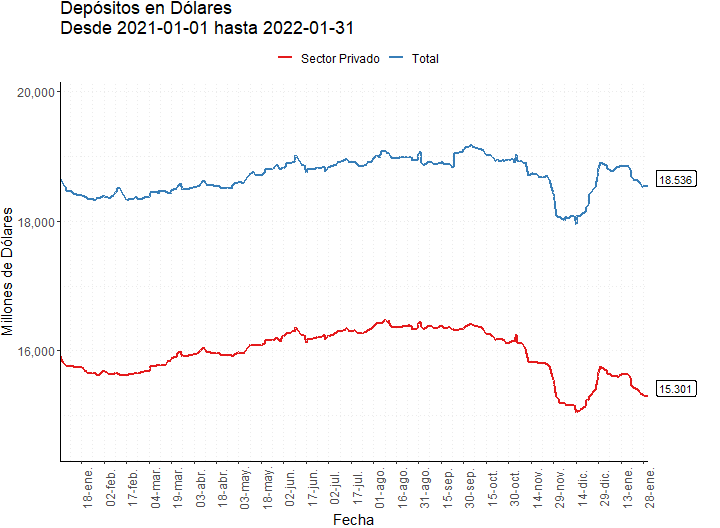 Depósitos en Dólares
Desde 2021-01-01 hasta 2022-01-31
Sector Privado Total
Millones de Dólares
20,000
18,000
16,000
18.536
15.301
18-ene.
02-feb.
17-feb.
04-mar.
19-mar.
03-abr.
18-abr.
03-may.
18-may.
02-jun.
17-jun.
02-jul.
17-jul.
01-ago.
16-ago.
31-ago.
15-sep.
30-sep.
15-oct.
30-oct.
14-nov.
29-nov.
14-dic.
29-dic.
13-ene.
28-ene.
Fecha